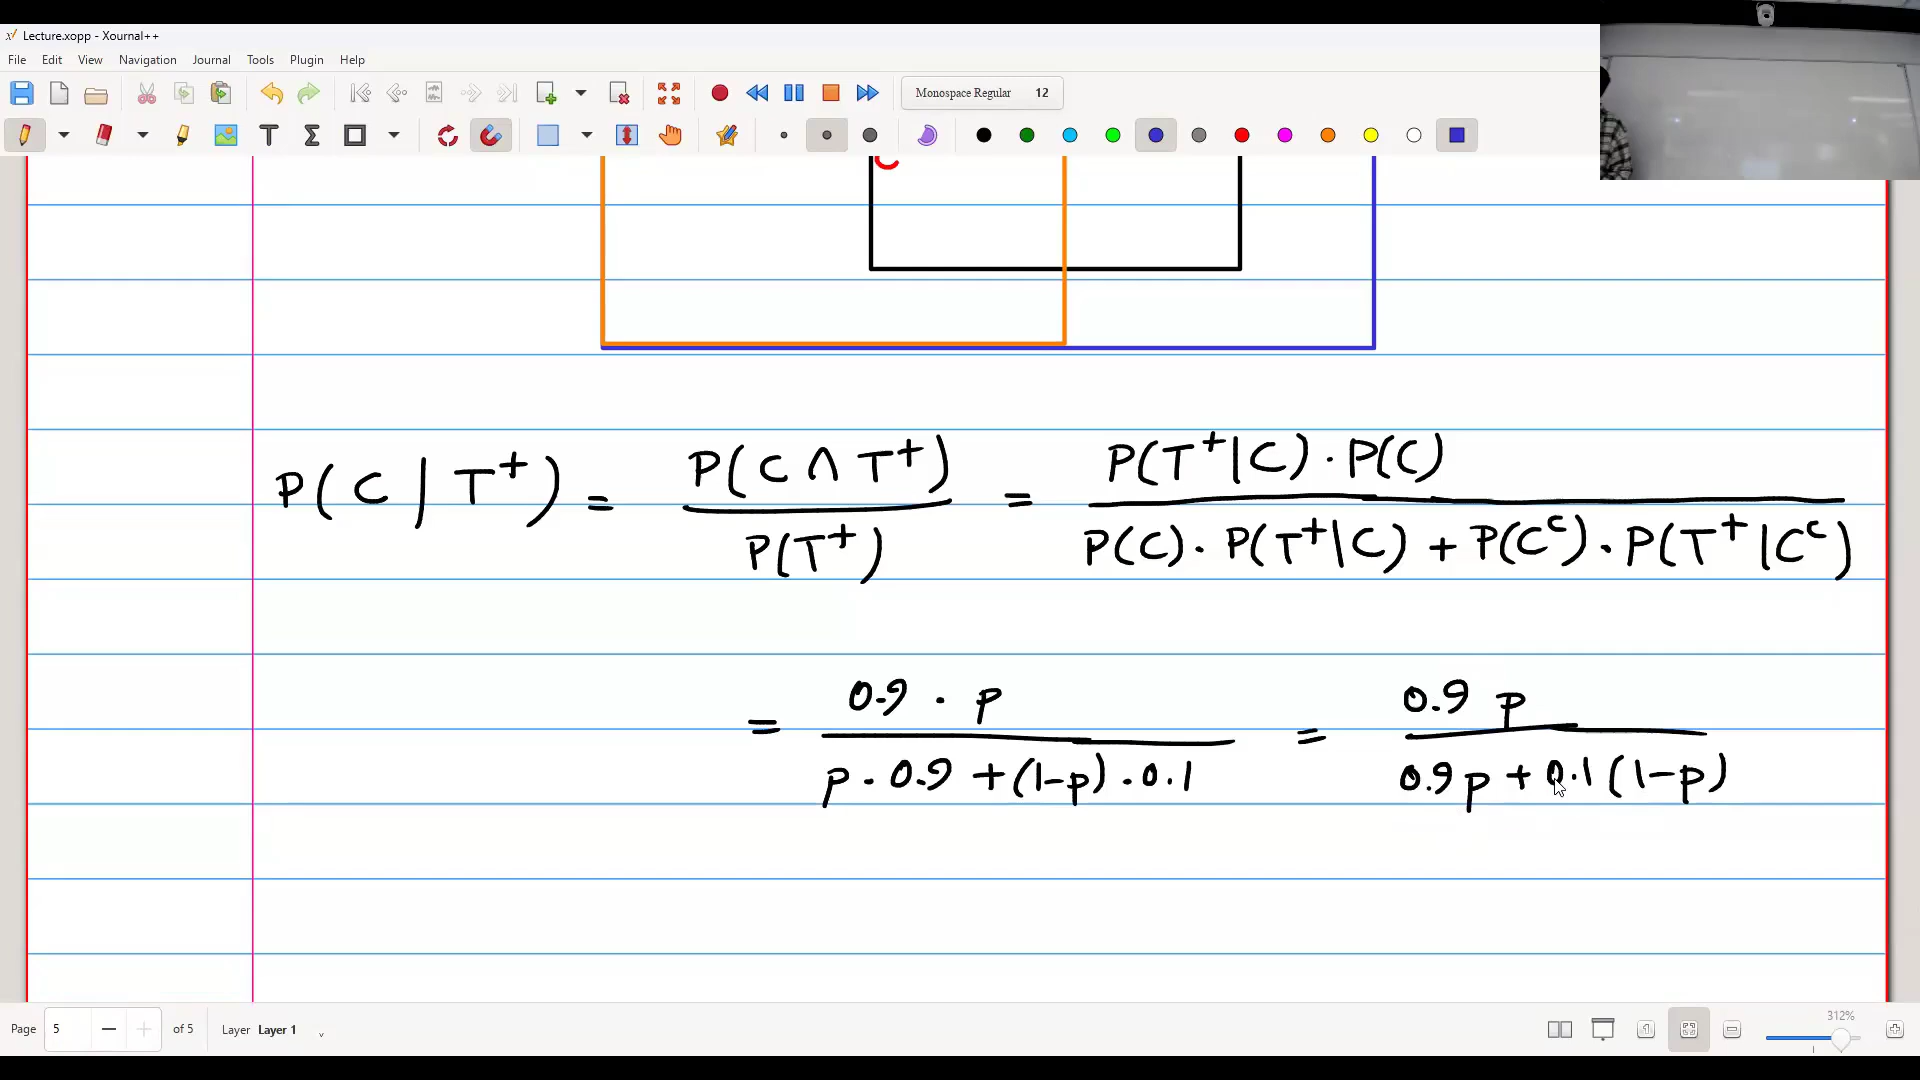 Lecture.xopp - Xournal++
File Edit View Navigation Journal Tools Plugin Help
Monospace Regular 12
C
P(C | T⁺) = P(C ∩ T⁺) / P(T⁺) = P(T⁺|C) · P(C) / P(C) · P(T⁺|C) + P(Cᶜ) · P(T⁺|Cᶜ)
= 0.9 · p / p · 0.9 + (1-p) · 0.1 = 0.9 p / 0.9p + 0.1 (1-p)
Page 5 of 5 Layer Layer 1
312%